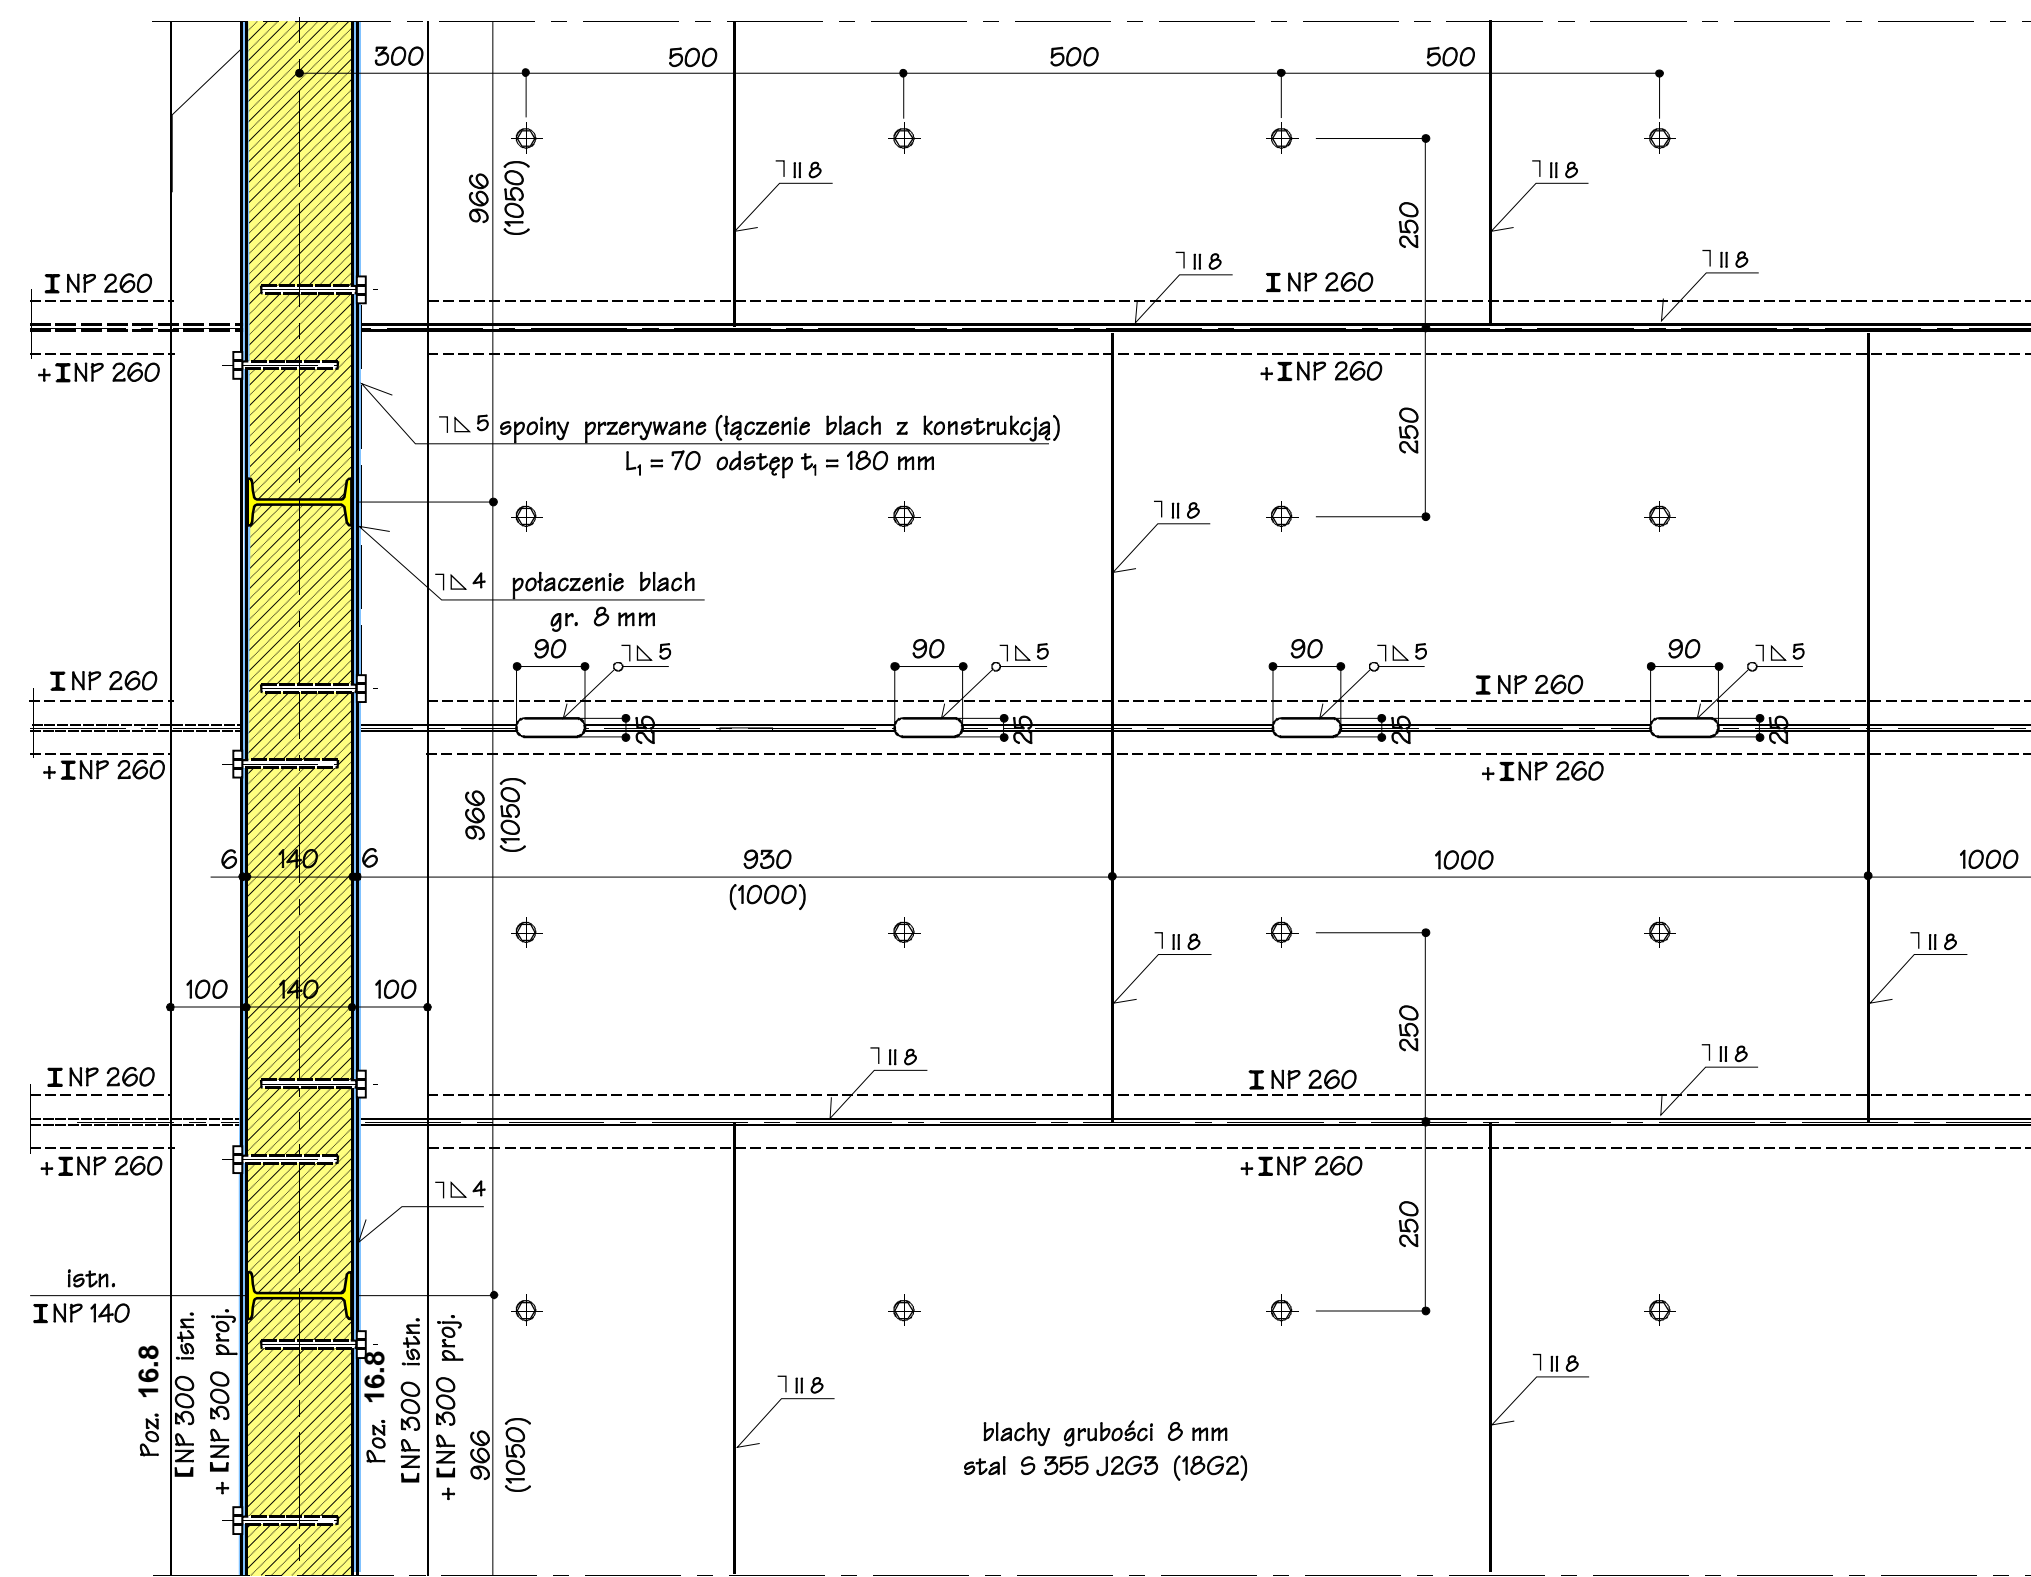 300 500 500 500
966
(1050)
ㄱ II 8
ㄱ II 8
250
ㄱ II 8
ㄱ II 8
I NP 260
I NP 260
+ I NP 260
+ I NP 260
ㄱ⊿ 5 spoiny przerywane (łączenie blach z konstrukcją)
L₁ = 70 odstęp t₁ = 180 mm
250
ㄱ II 8
ㄱ⊿ 4 połaczenie blach
gr. 8 mm
90 ㄱ⊿ 5 90 ㄱ⊿ 5 90 ㄱ⊿ 5 90 ㄱ⊿ 5
I NP 260
I NP 260
25 25 25 25
+ I NP 260
+ I NP 260
966
(1050)
6 140 6 930 1000 1000
(1000)
ㄱ II 8
ㄱ II 8
100 140 100
250
ㄱ II 8
ㄱ II 8
I NP 260
I NP 260
+ I NP 260
+ I NP 260
ㄱ⊿ 4
250
istn.
I NP 140
Poz. 16.8
[NP 300 istn.
+ [NP 300 proj.
Poz. 16.8
[NP 300 istn.
+ [NP 300 proj.
966
(1050)
ㄱ II 8
ㄱ II 8
blachy grubości 8 mm
stal S 355 J2G3 (18G2)